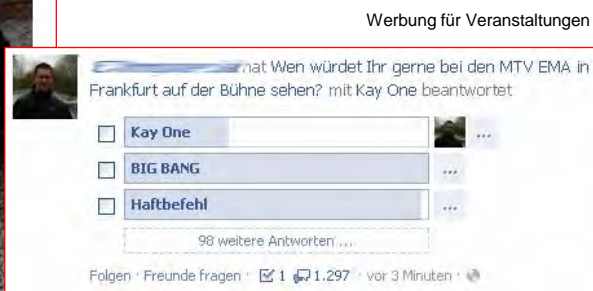 Werbung für Veranstaltungen
hat Wen würdet Ihr gerne bei den MTV EMA in
Frankfurt auf der Bühne sehen? mit Kay One beantwortet
Kay One
...
BIG BANG
...
Haftbefehl
...
98 weitere Antworten ...
Folgen · Freunde fragen · 1 1.297 · vor 3 Minuten ·